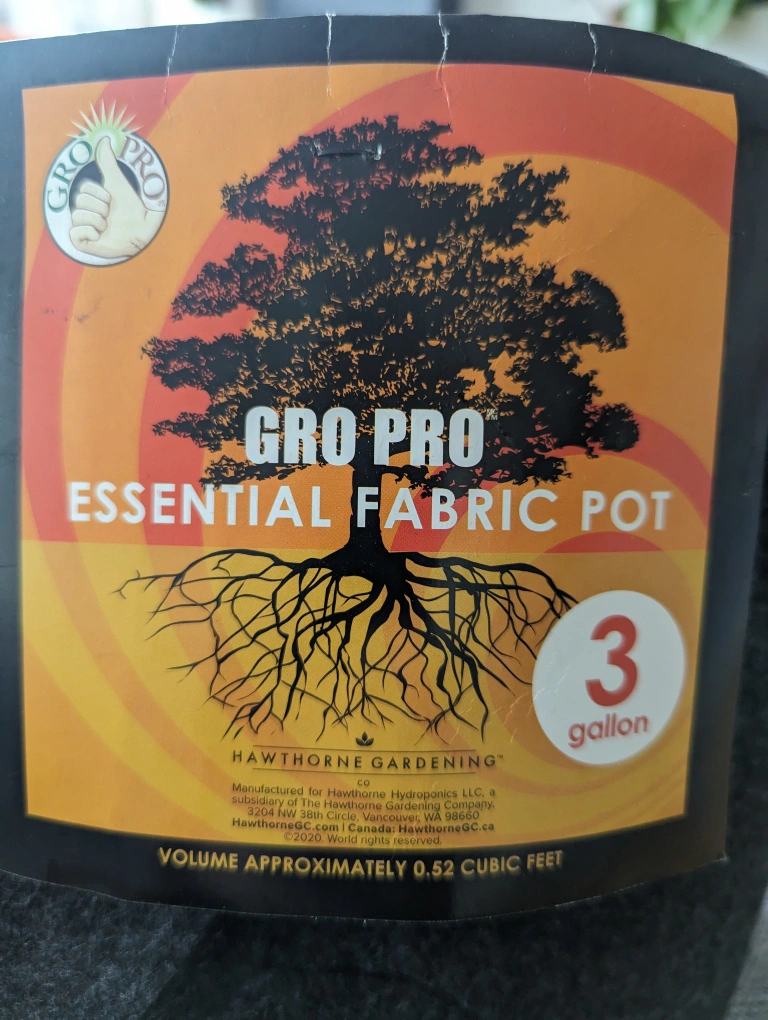 GRO PRO
GRO PRO™
ESSENTIAL FABRIC POT
3
gallon
HAWTHORNE GARDENING™
CO
Manufactured for Hawthorne Hydroponics LLC, a
subsidiary of The Hawthorne Gardening Company.
3204 NW 38th Circle, Vancouver, WA 98660
HawthorneGC.com | Canada: HawthorneGC.ca
©2020. World rights reserved.
VOLUME APPROXIMATELY 0.52 CUBIC FEET